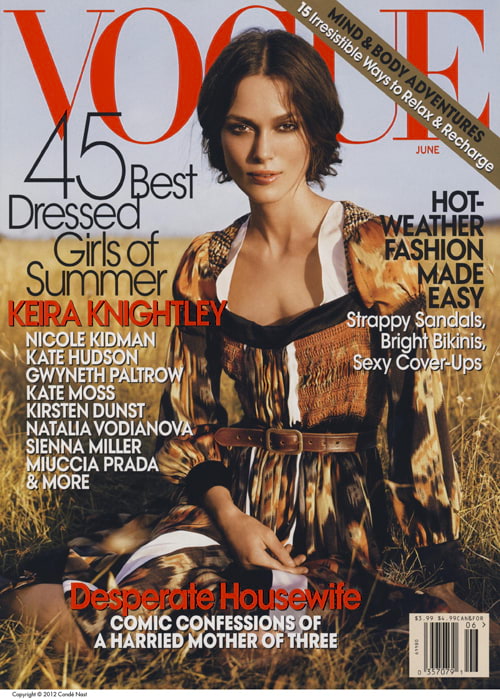 VOGUE
MIND & BODY ADVENTURES
15 Irresistible Ways to Relax & Recharge
JUNE
45 Best
Dressed
Girls of
Summer
KEIRA KNIGHTLEY
NICOLE KIDMAN
KATE HUDSON
GWYNETH PALTROW
KATE MOSS
KIRSTEN DUNST
NATALIA VODIANOVA
SIENNA MILLER
MIUCCIA PRADA
& MORE
HOT-
WEATHER
FASHION
MADE
EASY
Strappy Sandals,
Bright Bikinis,
Sexy Cover-Ups
Desperate Housewife
COMIC CONFESSIONS OF
A HARRIED MOTHER OF THREE
$3.99 $4.99CAN&FOR
06 >
0 357079 1
Copyright © 2012 Condé Nast